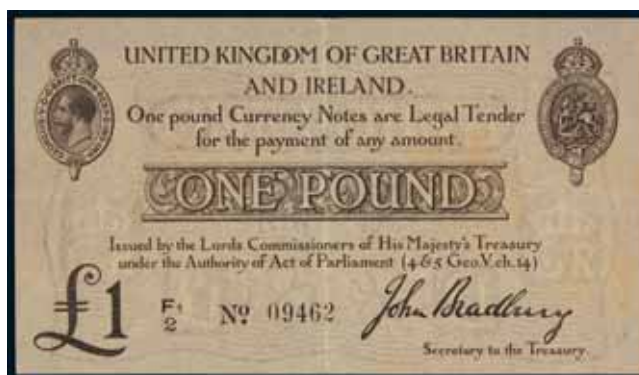 UNITED KINGDOM OF GREAT BRITAIN
AND IRELAND.
One pound Currency Notes are Legal Tender
for the payment of any amount.
ONE POUND
Issued by the Lords Commissioners of His Majesty's Treasury
under the Authority of Act of Parliament (4 & 5 Geo.V.ch.14)
£1 F1/2 No. 09462 John Bradbury
Secretary to the Treasury.